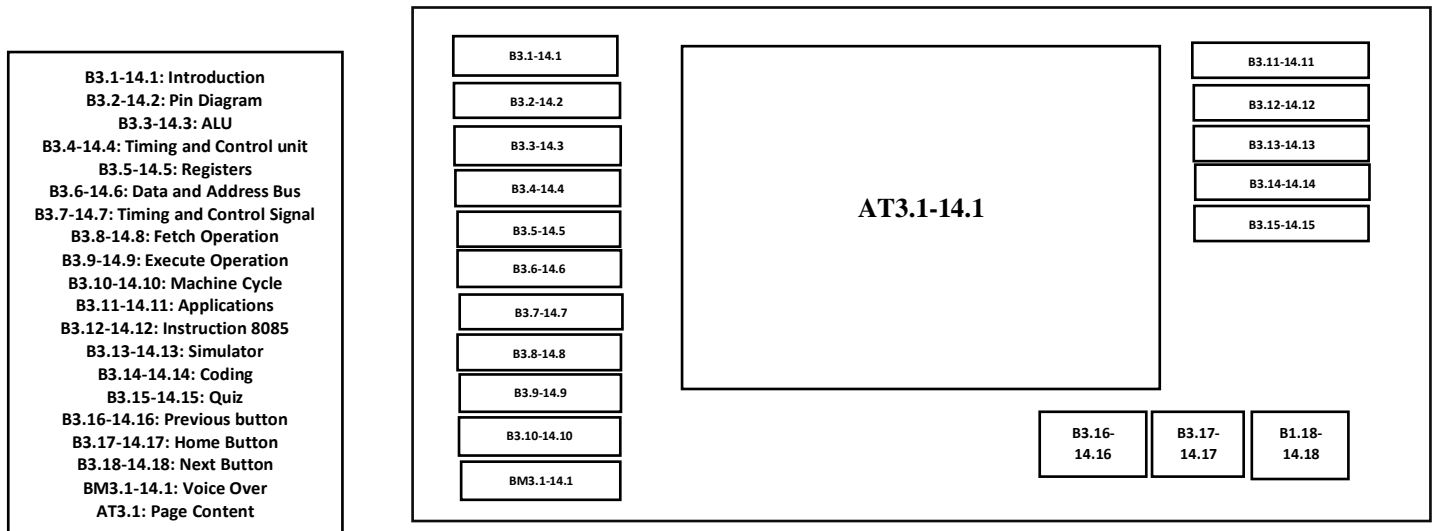 B3.1-14.1: Introduction
B3.2-14.2: Pin Diagram
B3.3-14.3: ALU
B3.4-14.4: Timing and Control unit
B3.5-14.5: Registers
B3.6-14.6: Data and Address Bus
B3.7-14.7: Timing and Control Signal
B3.8-14.8: Fetch Operation
B3.9-14.9: Execute Operation
B3.10-14.10: Machine Cycle
B3.11-14.11: Applications
B3.12-14.12: Instruction 8085
B3.13-14.13: Simulator
B3.14-14.14: Coding
B3.15-14.15: Quiz
B3.16-14.16: Previous button
B3.17-14.17: Home Button
B3.18-14.18: Next Button
BM3.1-14.1: Voice Over
AT3.1: Page Content
B3.1-14.1
B3.2-14.2
B3.3-14.3
B3.4-14.4
B3.5-14.5
B3.6-14.6
B3.7-14.7
B3.8-14.8
B3.9-14.9
B3.10-14.10
BM3.1-14.1
AT3.1-14.1
B3.11-14.11
B3.12-14.12
B3.13-14.13
B3.14-14.14
B3.15-14.15
B3.16-
14.16
B3.17-
14.17
B1.18-
14.18